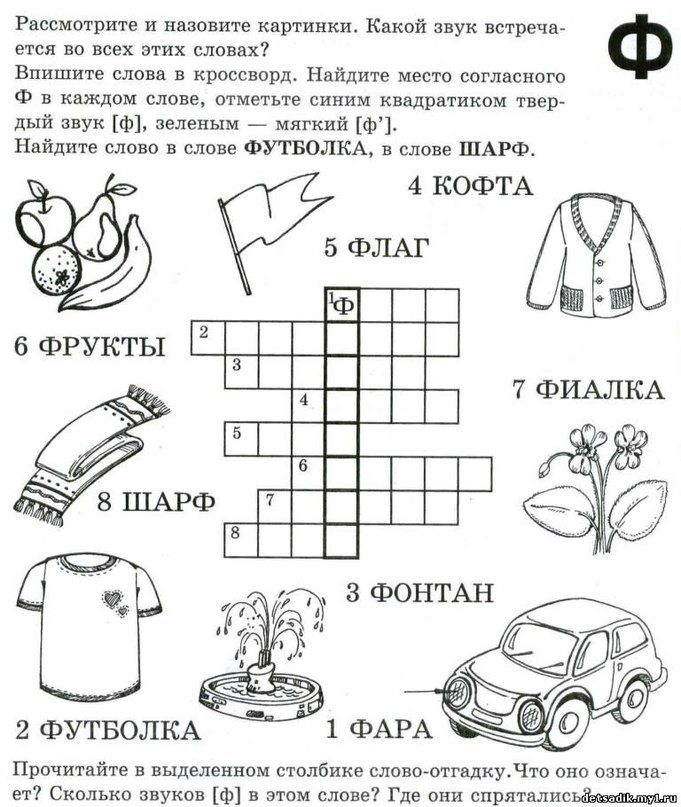 Рассмотрите и назовите картинки. Какой звук встреча-
ется во всех этих словах?
Впишите слова в кроссворд. Найдите место согласного
Ф в каждом слове, отметьте синим квадратиком твер-
дый звук [ф], зеленым — мягкий [ф’].
Найдите слово в слове ФУТБОЛКА, в слове ШАРФ.
Ф
4 КОФТА
5 ФЛАГ
6 ФРУКТЫ
7 ФИАЛКА
8 ШАРФ
1 Ф
2
3
4
5
6
7
8
3 ФОНТАН
2 ФУТБОЛКА
1 ФАРА
Прочитайте в выделенном столбике слово-отгадку. Что оно означа-
ет? Сколько звуков [ф] в этом слове? Где они спрятались?
detsadik.my1.ru